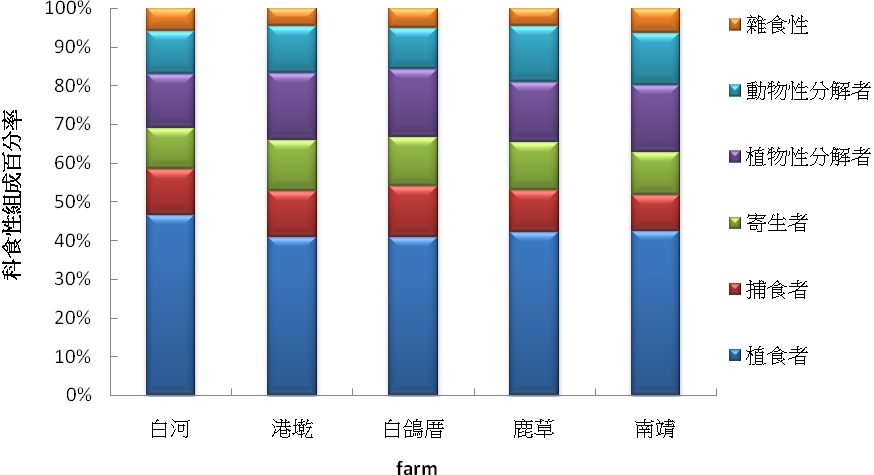 100%
90%
80%
70%
60%
50%
40%
30%
20%
10%
0%
科食性組成百分率
白河
港墘
白鴿厝
鹿草
南靖
farm
雜食性
動物性分解者
植物性分解者
寄生者
捕食者
植食者